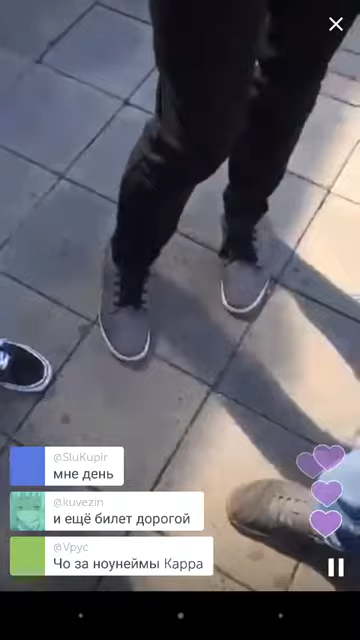 @SluKupir
мне день
@kuvezin
и ещё билет дорогой
@Vpyc
Чо за ноунеймы Карра